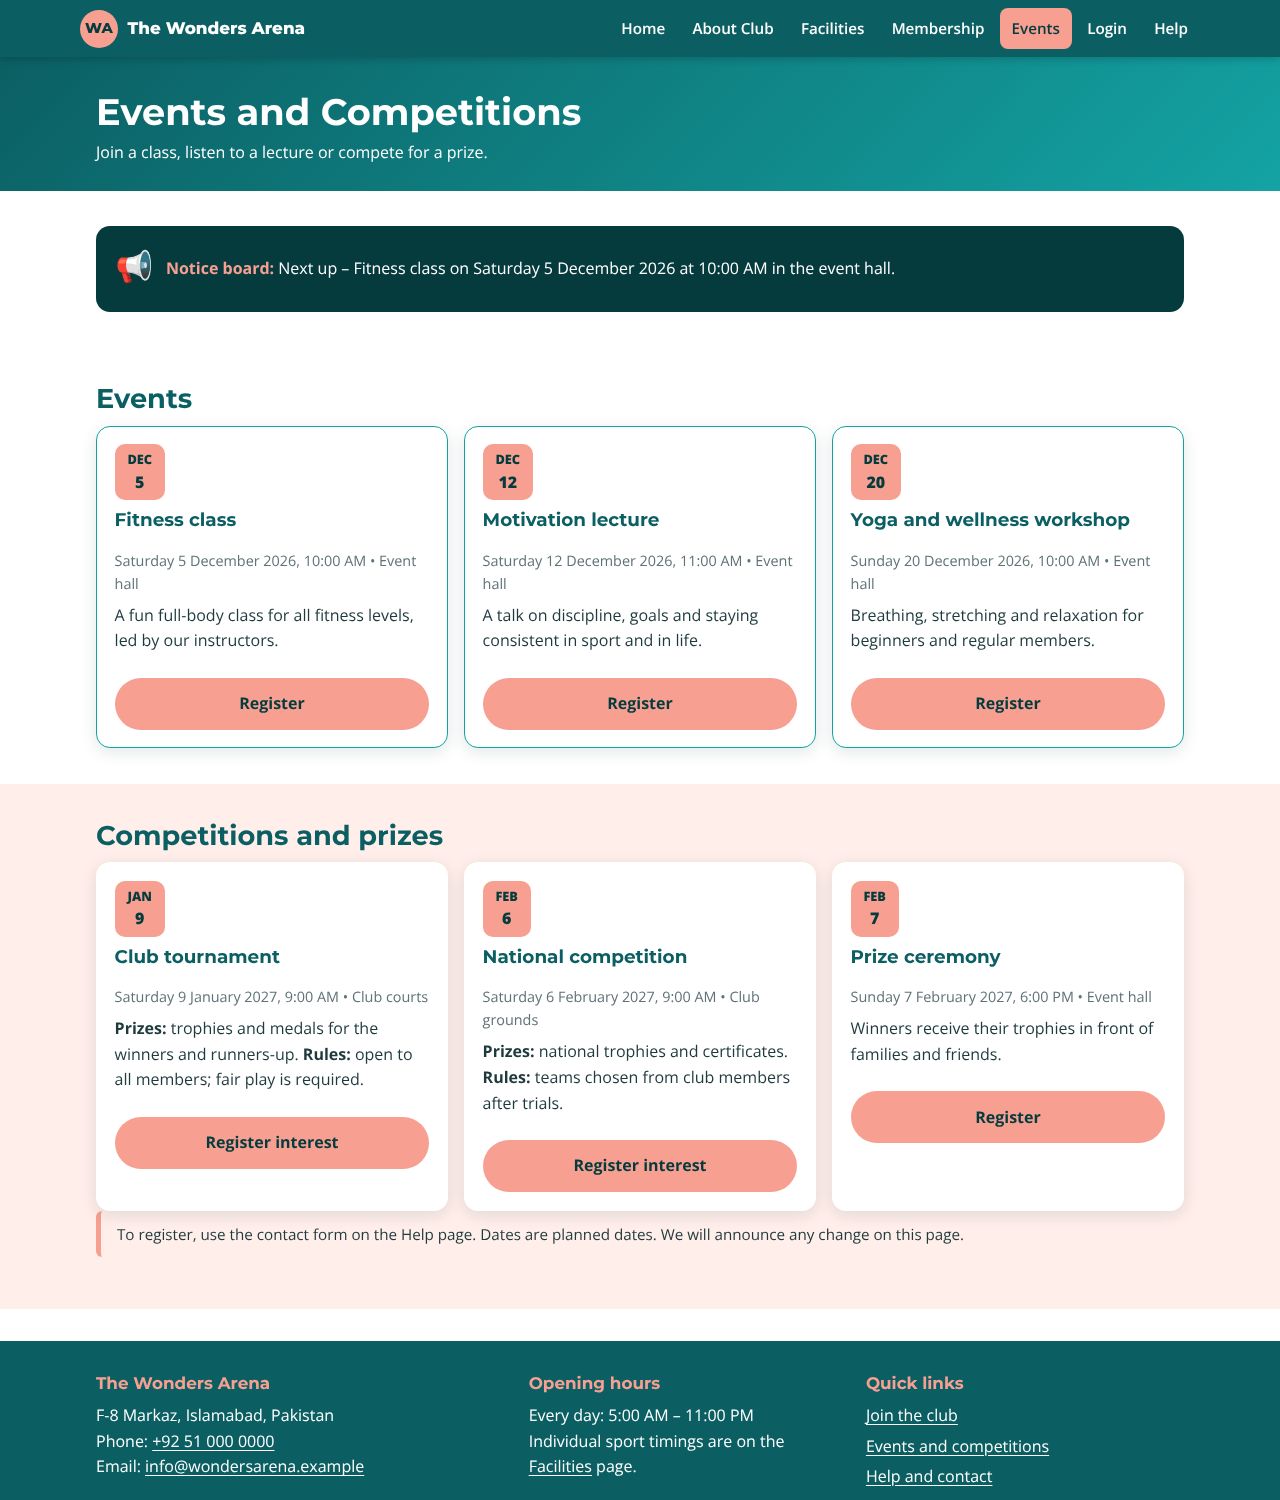 WA The Wonders Arena Home About Club Facilities Membership Events Login Help
Events and Competitions
Join a class, listen to a lecture or compete for a prize.
Notice board: Next up – Fitness class on Saturday 5 December 2026 at 10:00 AM in the event hall.
Events
DEC
5
Fitness class
Saturday 5 December 2026, 10:00 AM • Event
hall
A fun full-body class for all fitness levels,
led by our instructors.
Register
DEC
12
Motivation lecture
Saturday 12 December 2026, 11:00 AM • Event
hall
A talk on discipline, goals and staying
consistent in sport and in life.
Register
DEC
20
Yoga and wellness workshop
Sunday 20 December 2026, 10:00 AM • Event
hall
Breathing, stretching and relaxation for
beginners and regular members.
Register
Competitions and prizes
JAN
9
Club tournament
Saturday 9 January 2027, 9:00 AM • Club courts
Prizes: trophies and medals for the
winners and runners-up. Rules: open to
all members; fair play is required.
Register interest
FEB
6
National competition
Saturday 6 February 2027, 9:00 AM • Club
grounds
Prizes: national trophies and certificates.
Rules: teams chosen from club members
after trials.
Register interest
FEB
7
Prize ceremony
Sunday 7 February 2027, 6:00 PM • Event hall
Winners receive their trophies in front of
families and friends.
Register
To register, use the contact form on the Help page. Dates are planned dates. We will announce any change on this page.
The Wonders Arena
F-8 Markaz, Islamabad, Pakistan
Phone: +92 51 000 0000
Email: info@wondersarena.example
Opening hours
Every day: 5:00 AM – 11:00 PM
Individual sport timings are on the
Facilities page.
Quick links
Join the club
Events and competitions
Help and contact